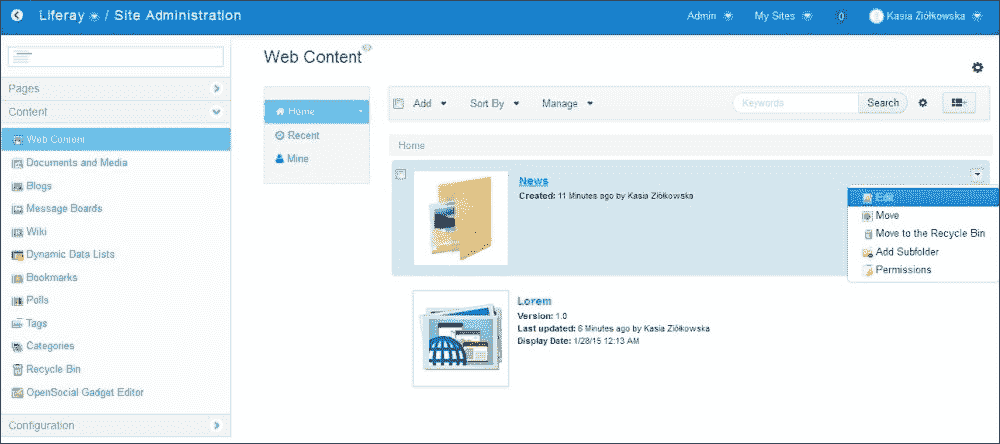 Liferay / Site Administration
Admin
My Sites
0
Kasia Ziółkowska
Pages
Content
Web Content
Documents and Media
Blogs
Message Boards
Wiki
Dynamic Data Lists
Bookmarks
Polls
Tags
Categories
Recycle Bin
OpenSocial Gadget Editor
Configuration
Web Content
Home
Recent
Mine
Add
Sort By
Manage
Keywords
Search
Home
News
Created: 11 Minutes ago by Kasia Ziółkowska
Edit
Move
Move to the Recycle Bin
Add Subfolder
Permissions
Lorem
Version: 1.0
Last updated: 6 Minutes ago by Kasia Ziółkowska
Display Date: 1/28/15 12:13 AM